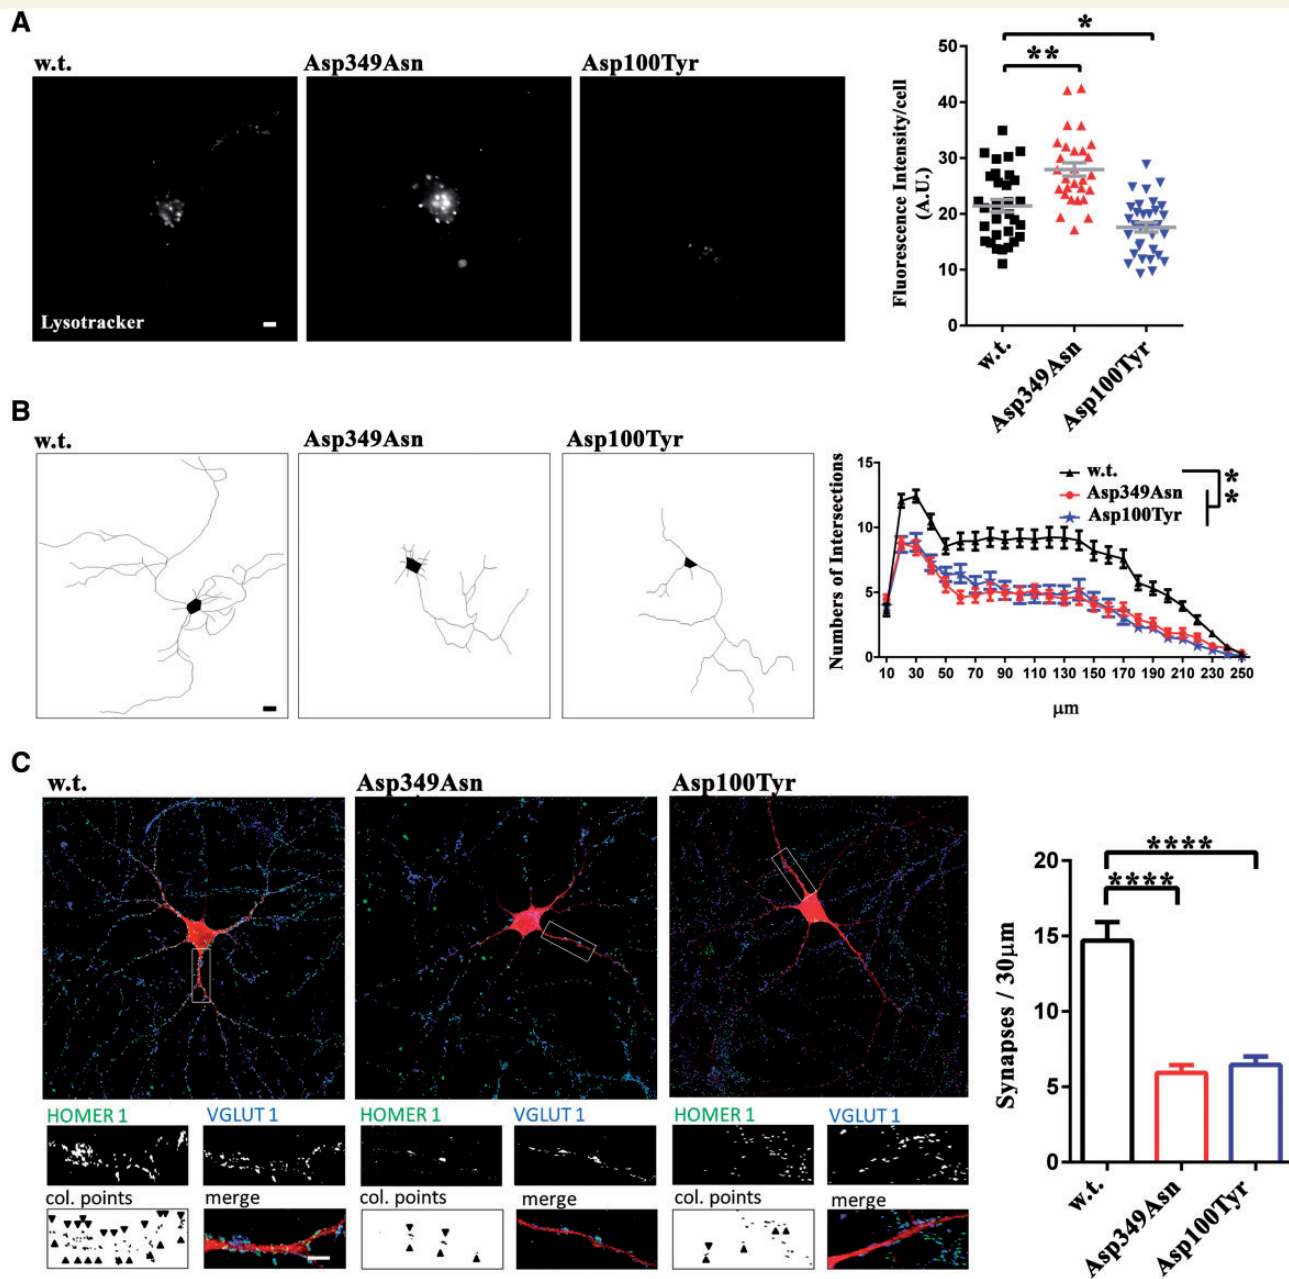 A
w.t.
Asp349Asn
Asp100Tyr
Lysotracker
Fluorescence Intensity/cell
(A.U.)
50
40
30
20
10
0
*
**
w.t.
Asp349Asn
Asp100Tyr
B
w.t.
Asp349Asn
Asp100Tyr
Numbers of Intersections
15
10
5
0
w.t.
Asp349Asn
Asp100Tyr
*
*
10 30 50 70 90 110 130 150 170 190 210 230 250
μm
C
w.t.
Asp349Asn
Asp100Tyr
HOMER 1 VGLUT 1 HOMER 1 VGLUT 1 HOMER 1 VGLUT 1
col. points merge col. points merge col. points merge
Synapses / 30μm
20
15
10
5
0
****
****
w.t.
Asp349Asn
Asp100Tyr